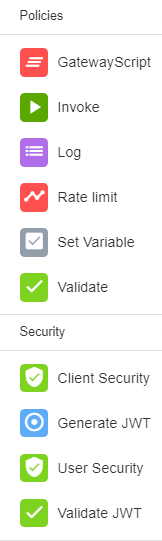 Policies
GatewayScript
Invoke
Log
Rate limit
Set Variable
Validate
Security
Client Security
Generate JWT
User Security
Validate JWT